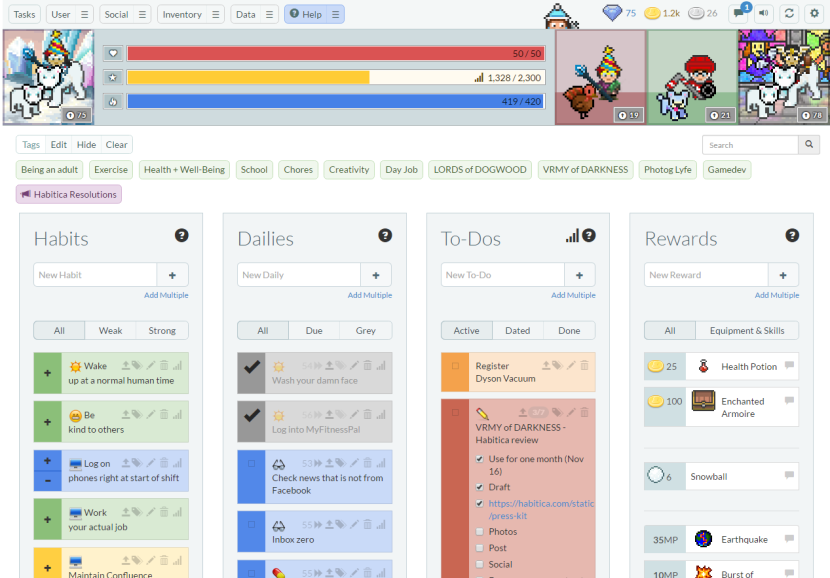 Tasks User Social Inventory Data Help 75 1.2k 26 1
50 / 50
1,328 / 2,300
419 / 420
75 19 21 78
Tags Edit Hide Clear Search
Being an adult Exercise Health + Well-Being School Chores Creativity Day Job LORDS of DOGWOOD VRMY of DARKNESS Photog Lyfe Gamedev
Habitica Resolutions
Habits
New Habit +
Add Multiple
All Weak Strong
+ Wake
up at a normal human time
+ Be
kind to others
+ Log on
- phones right at start of shift
+ Work
your actual job
+
Maintain Confluence
Dailies
New Daily +
Add Multiple
All Due Grey
54
Wash your damn face
56
Log into MyFitnessPal
53
Check news that is not from
Facebook
55
Inbox zero
55
To-Dos
New To-Do +
Add Multiple
Active Dated Done
Register
Dyson Vacuum
3/7
VRMY of DARKNESS -
Habitica review
Use for one month (Nov
16)
Draft
https://habitica.com/static
/press-kit
Photos
Post
Social
Rewards
New Reward +
Add Multiple
All Equipment & Skills
25 Health Potion
100 Enchanted
Armoire
6 Snowball
35MP Earthquake
10MP Burst of